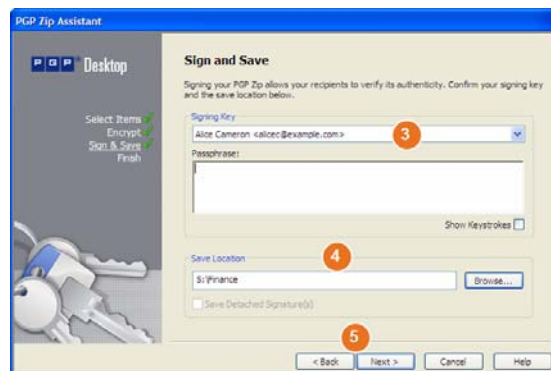 PGP Zip Assistant
PGP Desktop
Select Items
Encrypt
Sign & Save
Finish
Sign and Save
Signing your PGP Zip allows your recipients to verify its authenticity. Confirm your signing key
and the save location below.
Signing Key
Alice Cameron <alicec@example.com>
3
Passphrase:
Show Keystrokes
4
Save Location
S:\Finance
Browse...
Save Detached Signature(s)
5
< Back
Next >
Cancel
Help